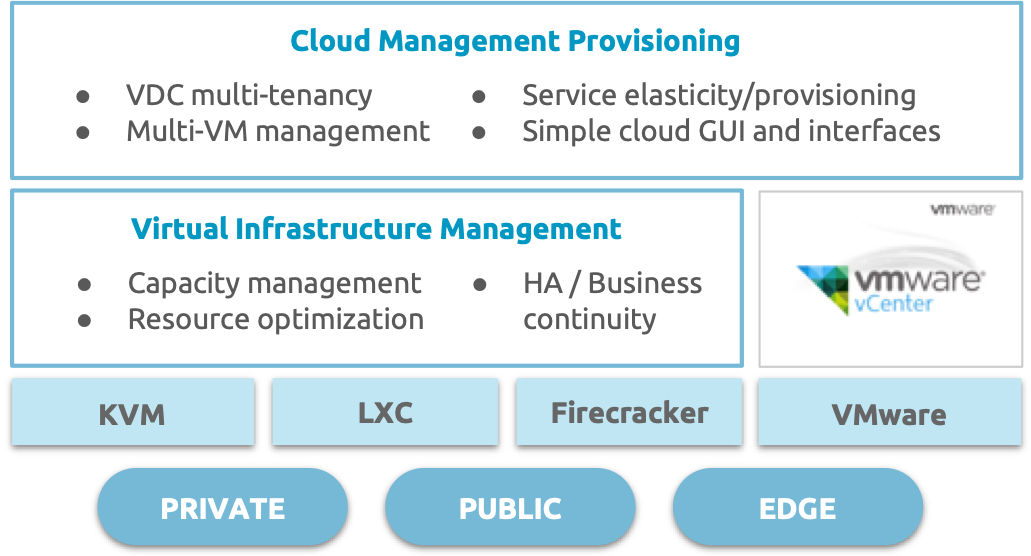 Cloud Management Provisioning
● VDC multi-tenancy
● Multi-VM management
● Service elasticity/provisioning
● Simple cloud GUI and interfaces
Virtual Infrastructure Management
● Capacity management
● Resource optimization
● HA / Business
continuity
vmware®
vmware®
vCenter
KVM
LXC
Firecracker
VMware
PRIVATE
PUBLIC
EDGE